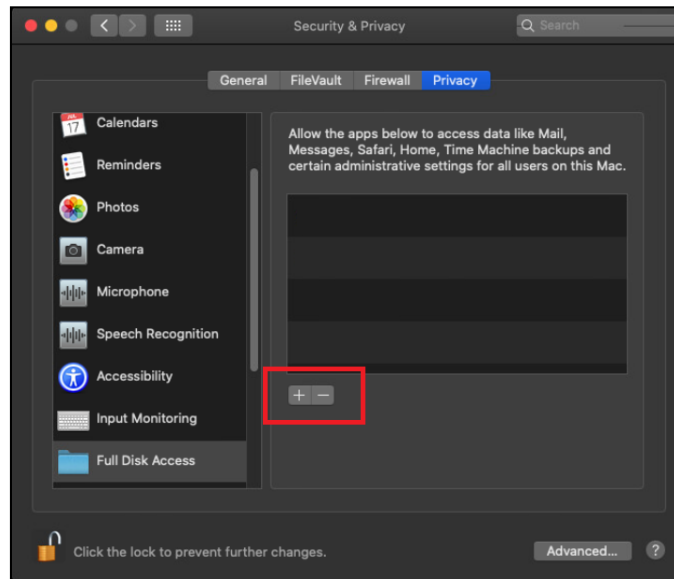 Security & Privacy
Search
General
FileVault
Firewall
Privacy
JUL
17
Calendars
Reminders
Photos
Camera
Microphone
Speech Recognition
Accessibility
Input Monitoring
Full Disk Access
Allow the apps below to access data like Mail,
Messages, Safari, Home, Time Machine backups and
certain administrative settings for all users on this Mac.
+ −
Click the lock to prevent further changes.
Advanced...
?